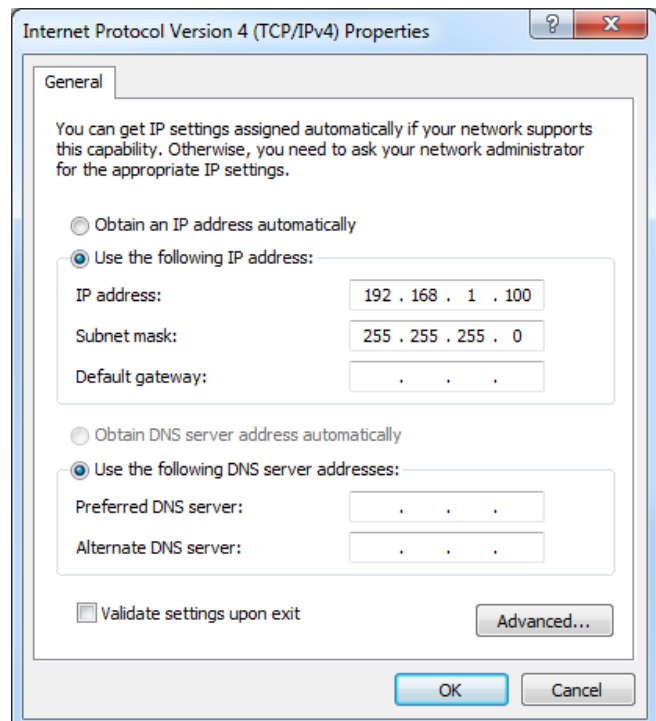 Internet Protocol Version 4 (TCP/IPv4) Properties
?
X
General
You can get IP settings assigned automatically if your network supports
this capability. Otherwise, you need to ask your network administrator
for the appropriate IP settings.
Obtain an IP address automatically
Use the following IP address:
IP address: 192 . 168 . 1 . 100
Subnet mask: 255 . 255 . 255 . 0
Default gateway: . . .
Obtain DNS server address automatically
Use the following DNS server addresses:
Preferred DNS server: . . .
Alternate DNS server: . . .
Validate settings upon exit
Advanced...
OK Cancel